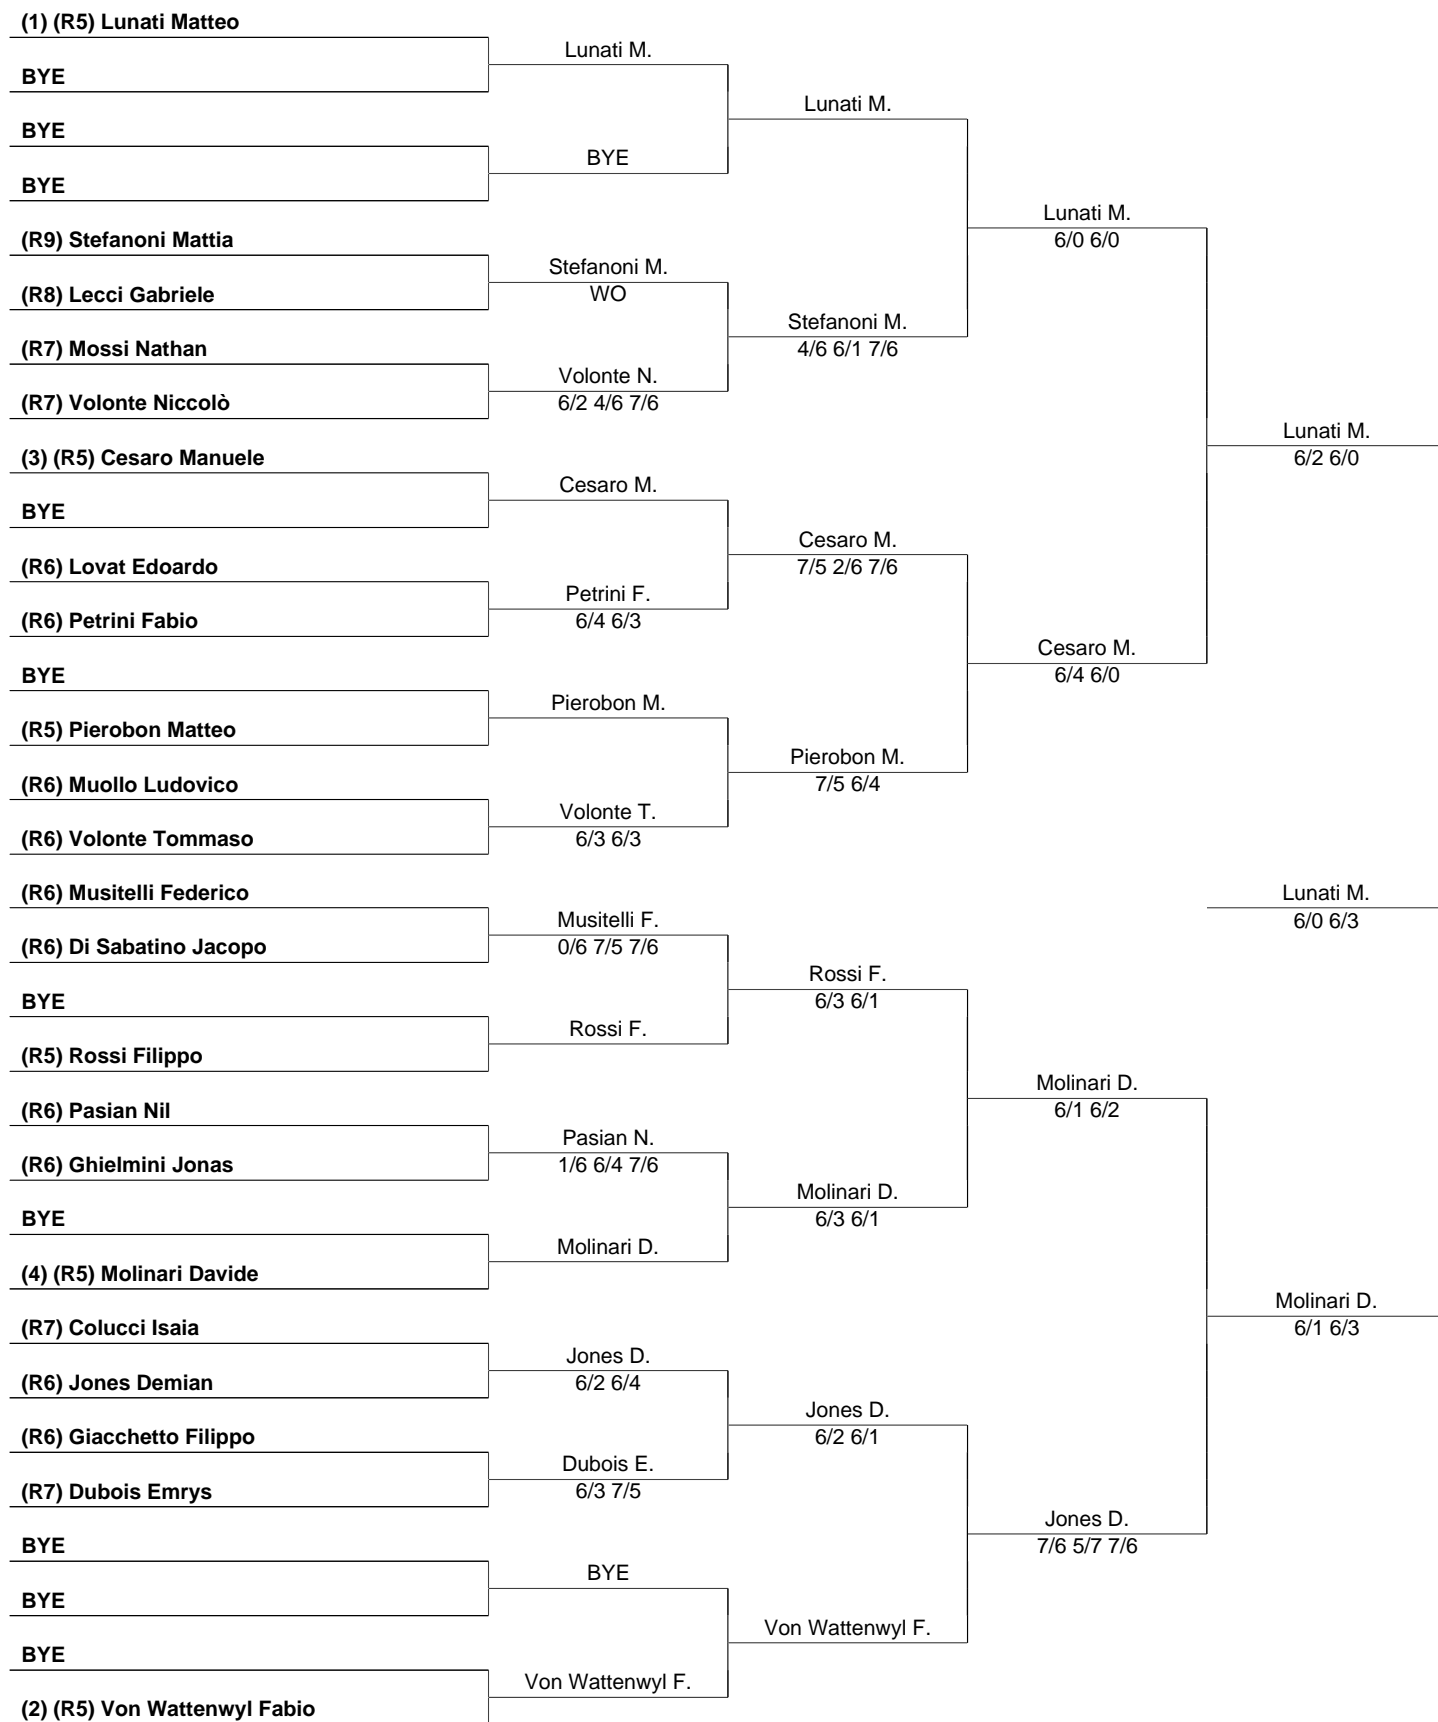 (1) (R5) Lunati Matteo
BYE
BYE
BYE
(R9) Stefanoni Mattia
(R8) Lecci Gabriele
(R7) Mossi Nathan
(R7) Volonte Niccolò
(3) (R5) Cesaro Manuele
BYE
(R6) Lovat Edoardo
(R6) Petrini Fabio
BYE
(R5) Pierobon Matteo
(R6) Muollo Ludovico
(R6) Volonte Tommaso
(R6) Musitelli Federico
(R6) Di Sabatino Jacopo
BYE
(R5) Rossi Filippo
(R6) Pasian Nil
(R6) Ghielmini Jonas
BYE
(4) (R5) Molinari Davide
(R7) Colucci Isaia
(R6) Jones Demian
(R6) Giacchetto Filippo
(R7) Dubois Emrys
BYE
BYE
BYE
(2) (R5) Von Wattenwyl Fabio
Lunati M.
BYE
Stefanoni M.
WO
Volonte N.
6/2 4/6 7/6
Cesaro M.
Petrini F.
6/4 6/3
Pierobon M.
Volonte T.
6/3 6/3
Musitelli F.
0/6 7/5 7/6
Rossi F.
Pasian N.
1/6 6/4 7/6
Molinari D.
Jones D.
6/2 6/4
Dubois E.
6/3 7/5
BYE
Von Wattenwyl F.
Lunati M.
Stefanoni M.
4/6 6/1 7/6
Cesaro M.
7/5 2/6 7/6
Pierobon M.
7/5 6/4
Rossi F.
6/3 6/1
Molinari D.
6/3 6/1
Jones D.
6/2 6/1
Von Wattenwyl F.
Lunati M.
6/0 6/0
Cesaro M.
6/4 6/0
Molinari D.
6/1 6/2
Jones D.
7/6 5/7 7/6
Lunati M.
6/2 6/0
Lunati M.
6/0 6/3
Molinari D.
6/1 6/3